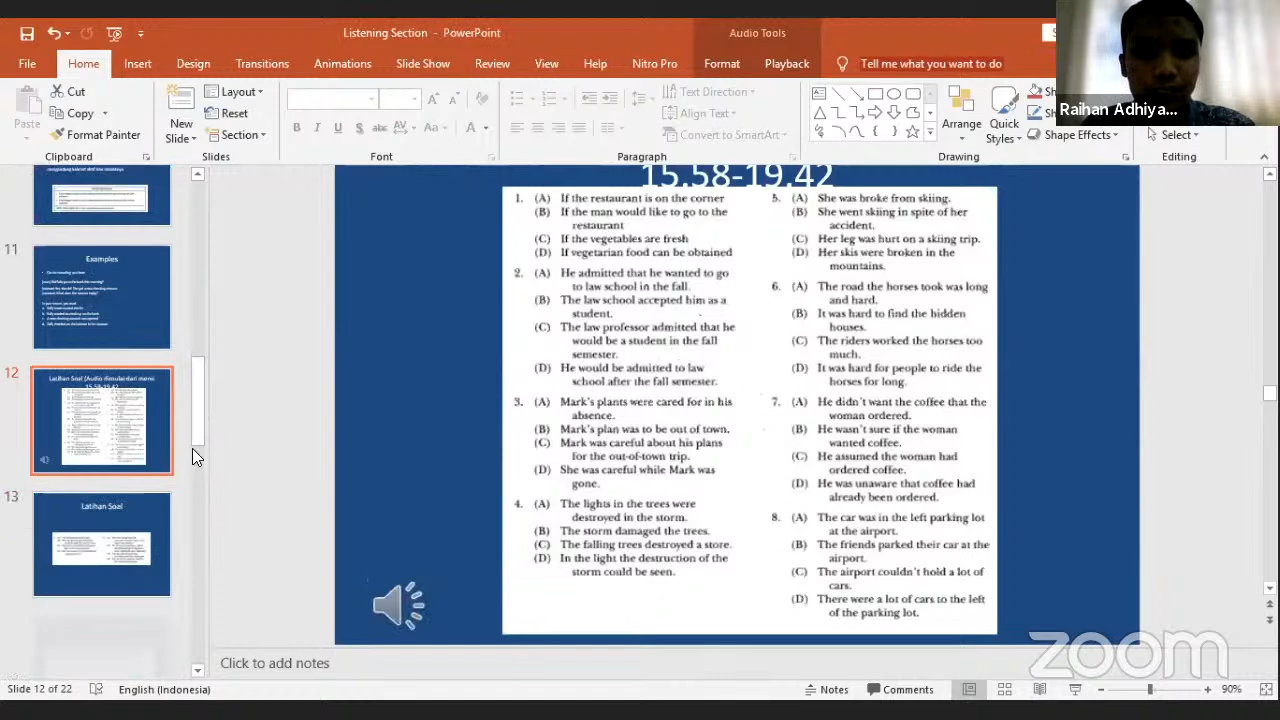 Listening Section - PowerPoint
Audio Tools
File Home Insert Design Transitions Animations Slide Show Review View Help Nitro Pro Format Playback Tell me what you want to do
Raihan Adhiya...
Paste
Cut
Copy
Format Painter
Clipboard
New Slide
Layout
Reset
Section
Slides
Font
Text Direction
Align Text
Convert to SmartArt
Paragraph
Arrange
Quick Styles
Shape Effects
Drawing
Select
Editing
11
Examples
12
Latihan Soal (Audio dimulai dari menit
15.58-19.42
13
Latihan Soal
15.58-19.42
1. (A) If the restaurant is on the corner
(B) If the man would like to go to the
restaurant
(C) If the vegetables are fresh
(D) If vegetarian food can be obtained
2. (A) He admitted that he wanted to go
to law school in the fall.
(B) The law school accepted him as a
student.
(C) The law professor admitted that he
would be a student in the fall
semester.
(D) He would be admitted to law
school after the fall semester.
3. (A) Mark's plants were cared for in his
absence.
(B) Mark's plan was to be out of town.
(C) Mark was careful about his plans
for the out-of-town trip.
(D) She was careful while Mark was
gone.
4. (A) The lights in the trees were
destroyed in the storm.
(B) The storm damaged the trees.
(C) The falling trees destroyed a store.
(D) In the light the destruction of the
storm could be seen.
5. (A) She was broke from skiing.
(B) She went skiing in spite of her
accident.
(C) Her leg was hurt on a skiing trip.
(D) Her skis were broken in the
mountains.
6. (A) The road the horses took was long
and hard.
(B) It was hard to find the hidden
houses.
(C) The riders worked the horses too
much.
(D) It was hard for people to ride the
horses for long.
7. (A) He didn't want the coffee that the
woman ordered.
(B) He wasn't sure if the woman
wanted coffee.
(C) He assumed the woman had
ordered coffee.
(D) He was unaware that coffee had
already been ordered.
8. (A) The car was in the left parking lot
at the airport.
(B) The friends parked their car at the
airport.
(C) The airport couldn't hold a lot of
cars.
(D) There were a lot of cars to the left
of the parking lot.
Click to add notes
zoom
Slide 12 of 22 English (Indonesia) Notes Comments 90%